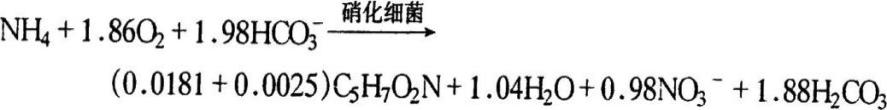 NH₄ + 1.86O₂ + 1.98HCO₃⁻ 硝化细菌→
(0.0181 + 0.0025)C₅H₇O₂N + 1.04H₂O + 0.98NO₃⁻ + 1.88H₂CO₃